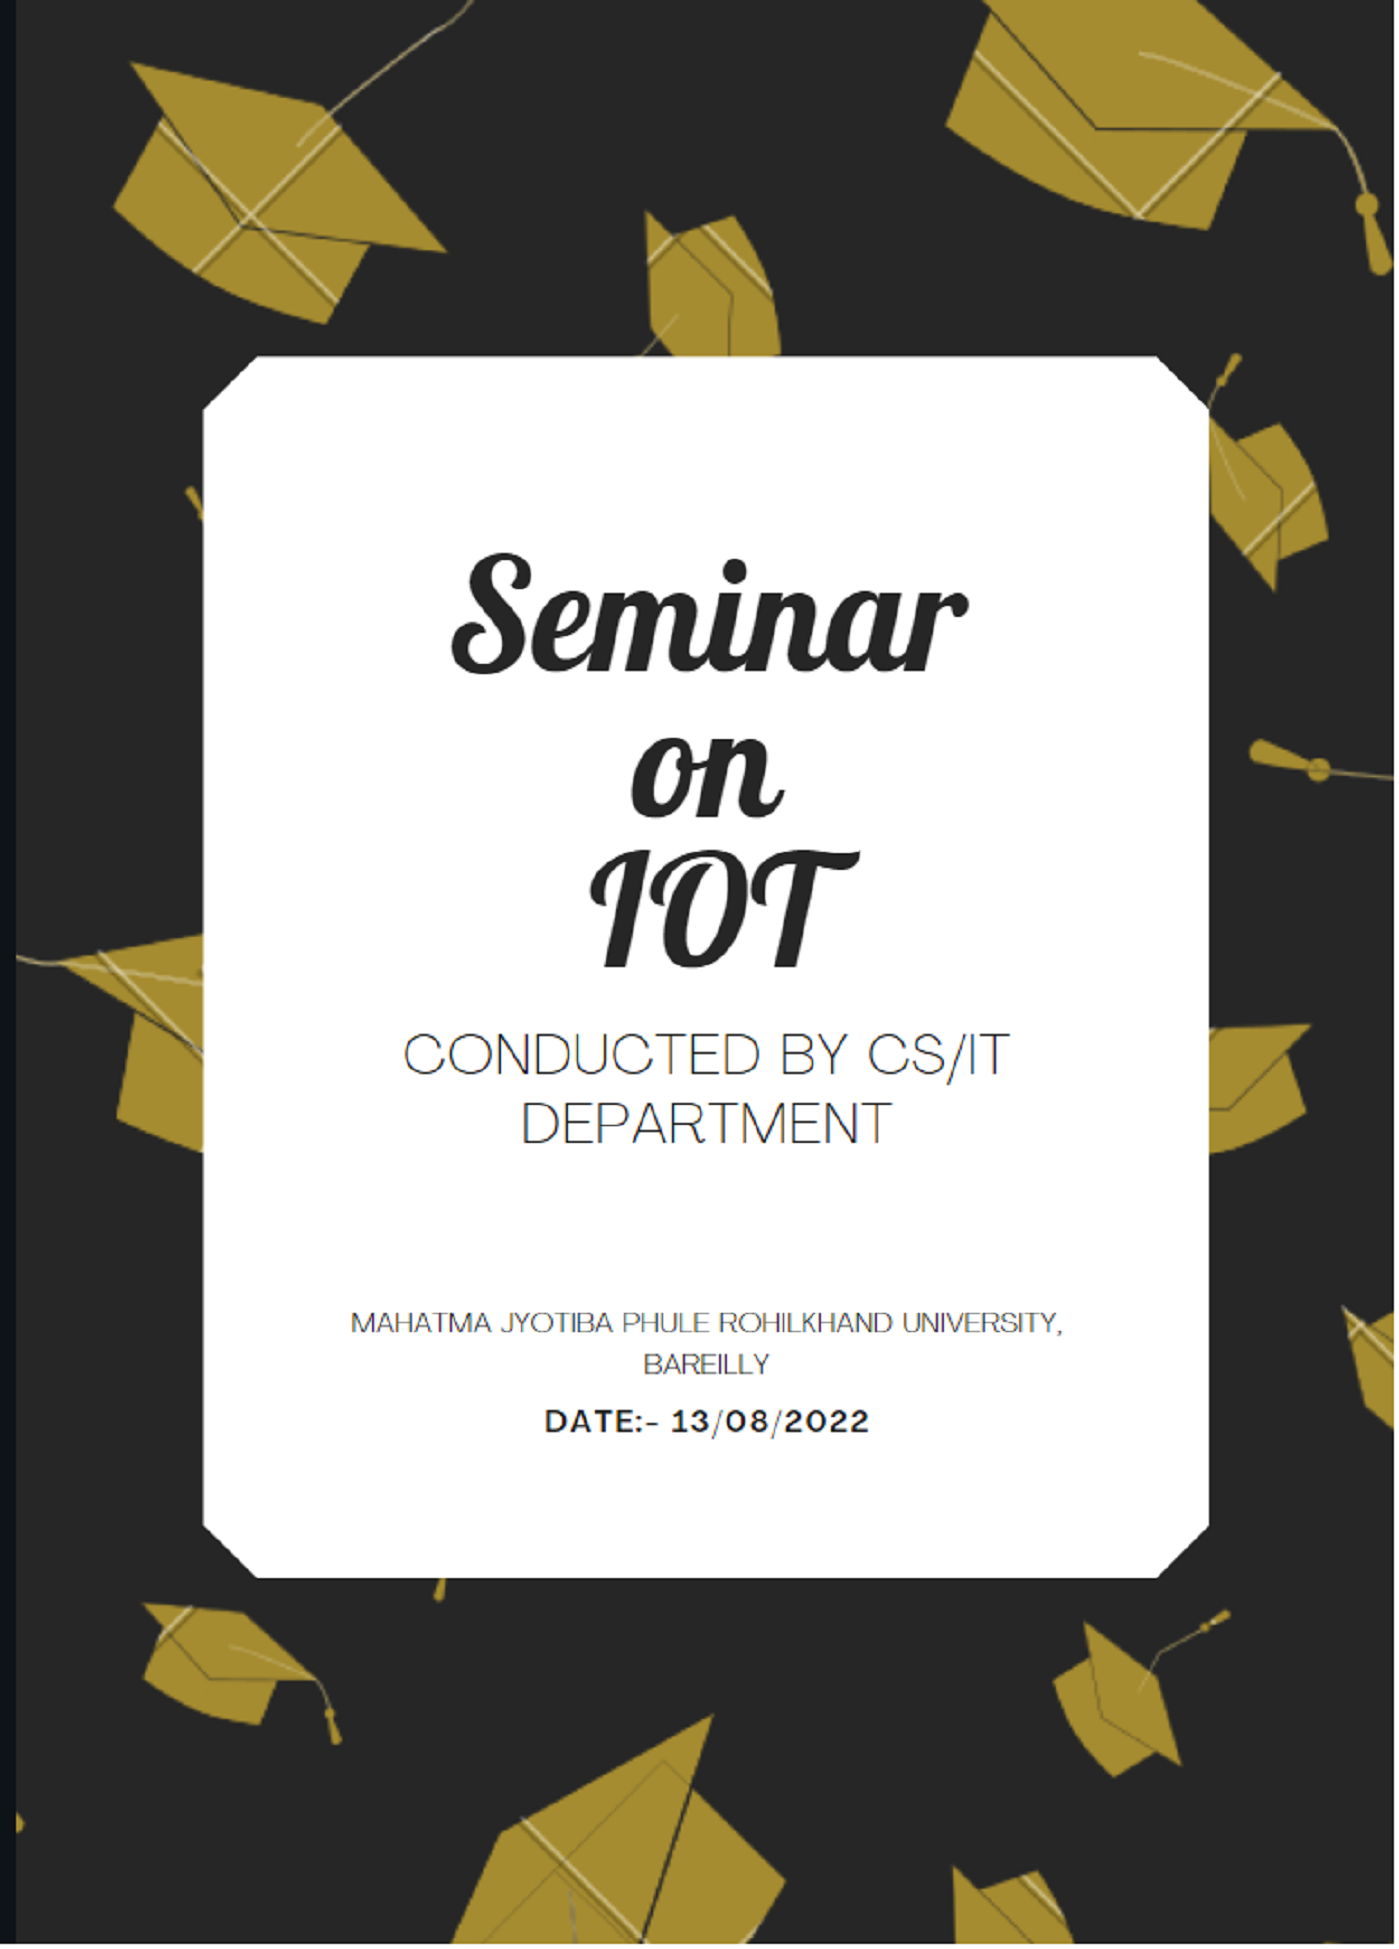 Seminar
on
IOT
CONDUCTED BY CS/IT
DEPARTMENT
MAHATMA JYOTIBA PHULE ROHILKHAND UNIVERSITY,
BAREILLY
DATE:- 13/08/2022